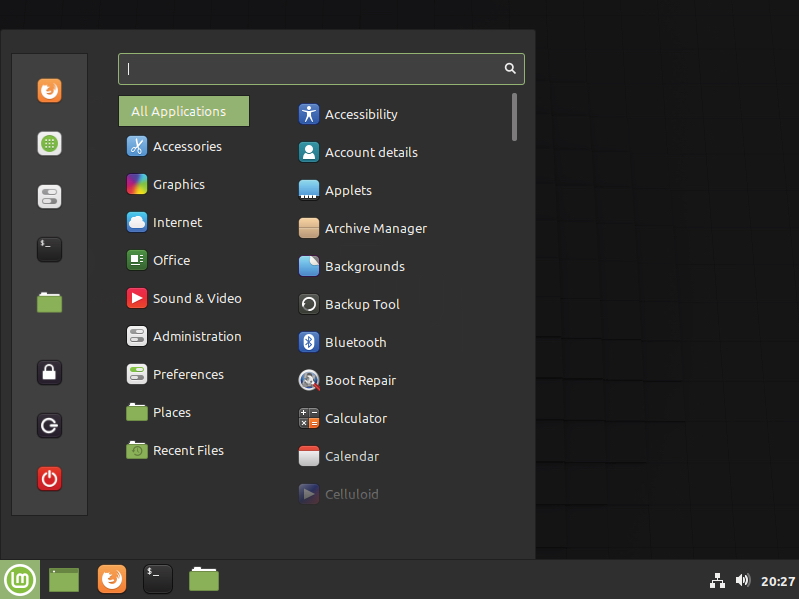 All Applications
Accessories
Graphics
Internet
Office
Sound & Video
Administration
Preferences
Places
Recent Files
Accessibility
Account details
Applets
Archive Manager
Backgrounds
Backup Tool
Bluetooth
Boot Repair
Calculator
Calendar
Celluloid
$_
$_
20:27